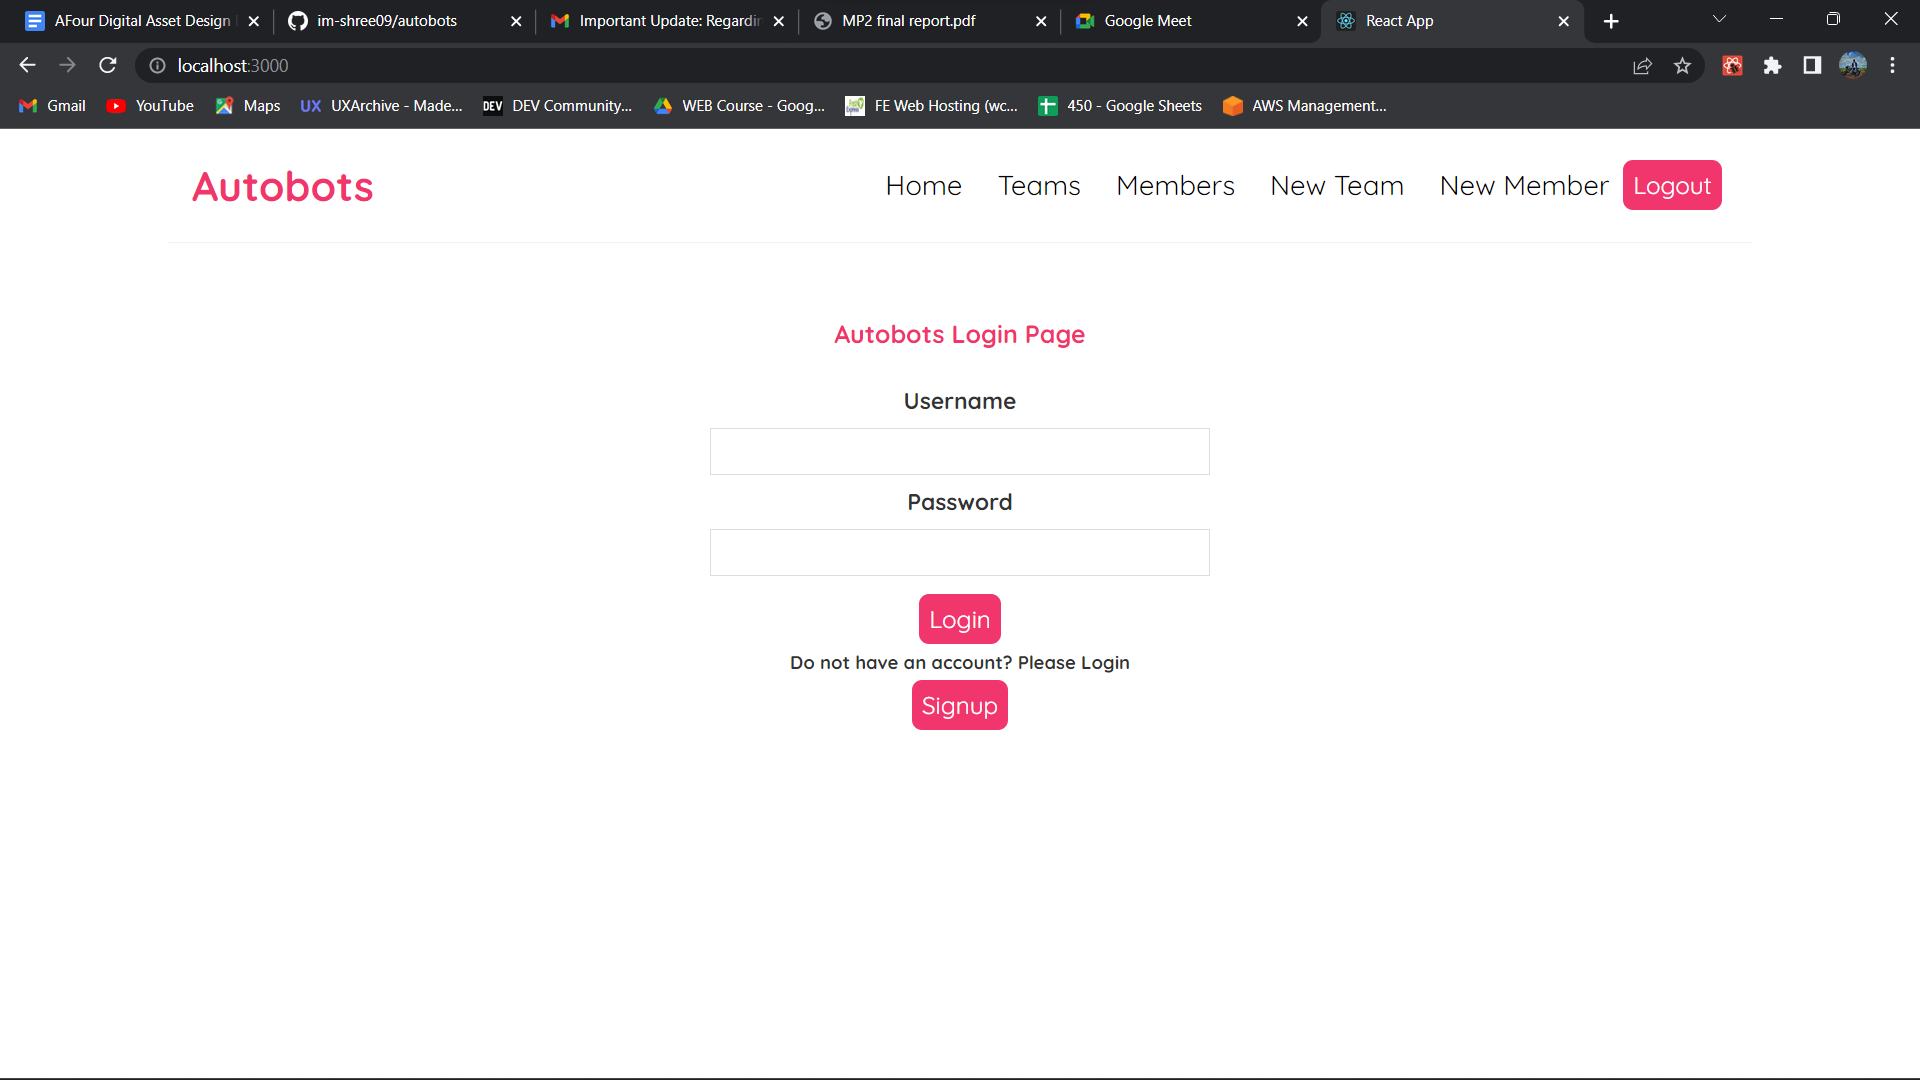 AFour Digital Asset Design
im-shree09/autobots
Important Update: Regardin
MP2 final report.pdf
Google Meet
React App
localhost:3000
Gmail
YouTube
Maps
UX UXArchive - Made...
DEV DEV Community...
WEB Course - Goog...
FE Web Hosting (wc...
450 - Google Sheets
AWS Management...
Autobots
Home
Teams
Members
New Team
New Member
Logout
Autobots Login Page
Username
Password
Login
Do not have an account? Please Login
Signup